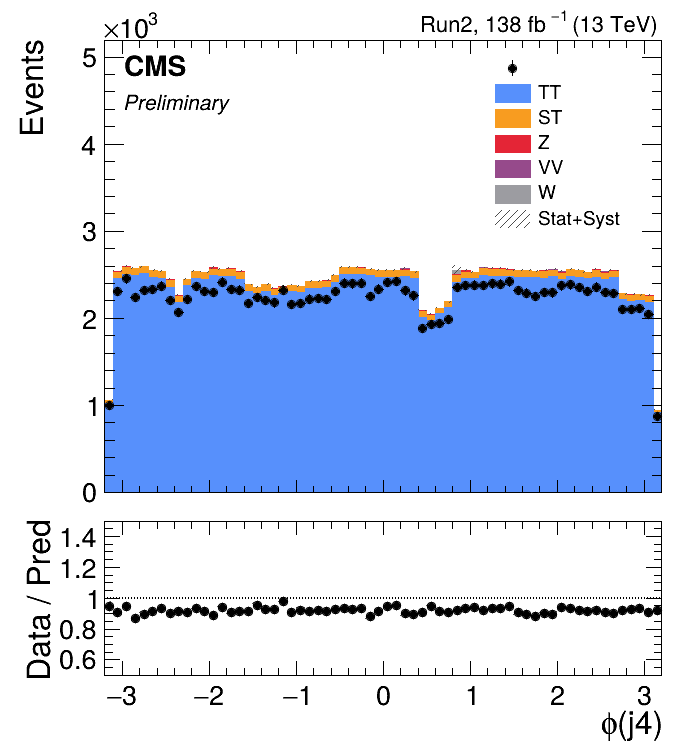 ×10³
Run2, 138 fb⁻¹ (13 TeV)
Events
CMS
Preliminary
TT
ST
Z
VV
W
Stat+Syst
5
4
3
2
1
0
Data / Pred
1.4
1.2
1
0.8
0.6
−3 −2 −1 0 1 2 3
ϕ(j4)